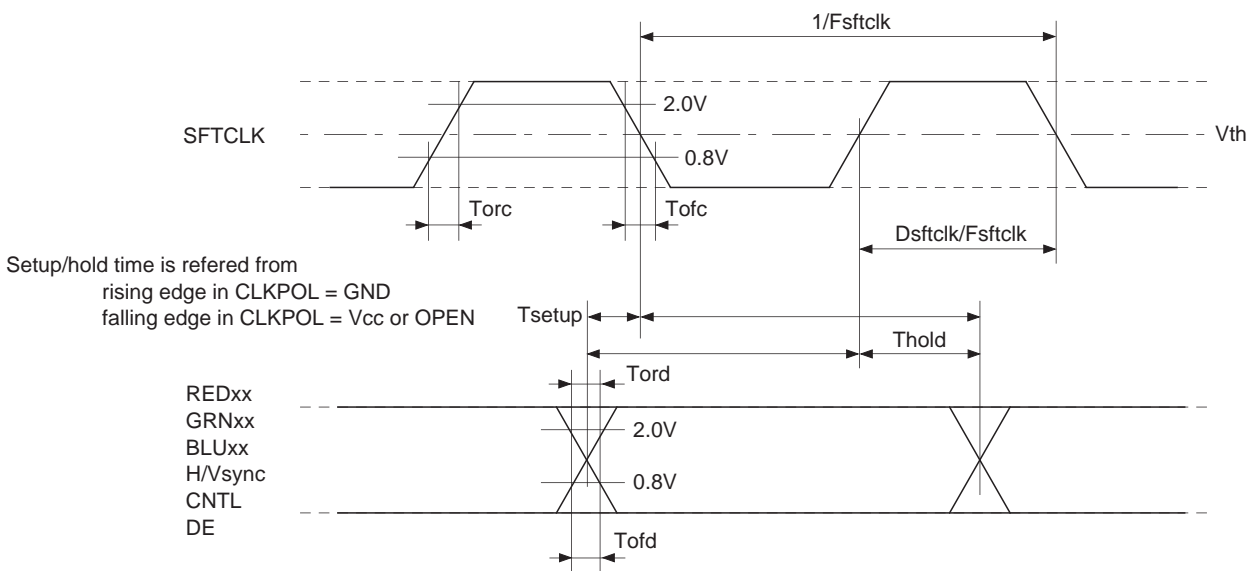 1/Fsftclk
2.0V
SFTCLK
Vth
0.8V
Torc
Tofc
Dsftclk/Fsftclk
Setup/hold time is refered from
rising edge in CLKPOL = GND
falling edge in CLKPOL = Vcc or OPEN
Tsetup
Thold
Tord
REDxx
GRNxx
2.0V
BLUxx
H/Vsync
0.8V
CNTL
DE
Tofd